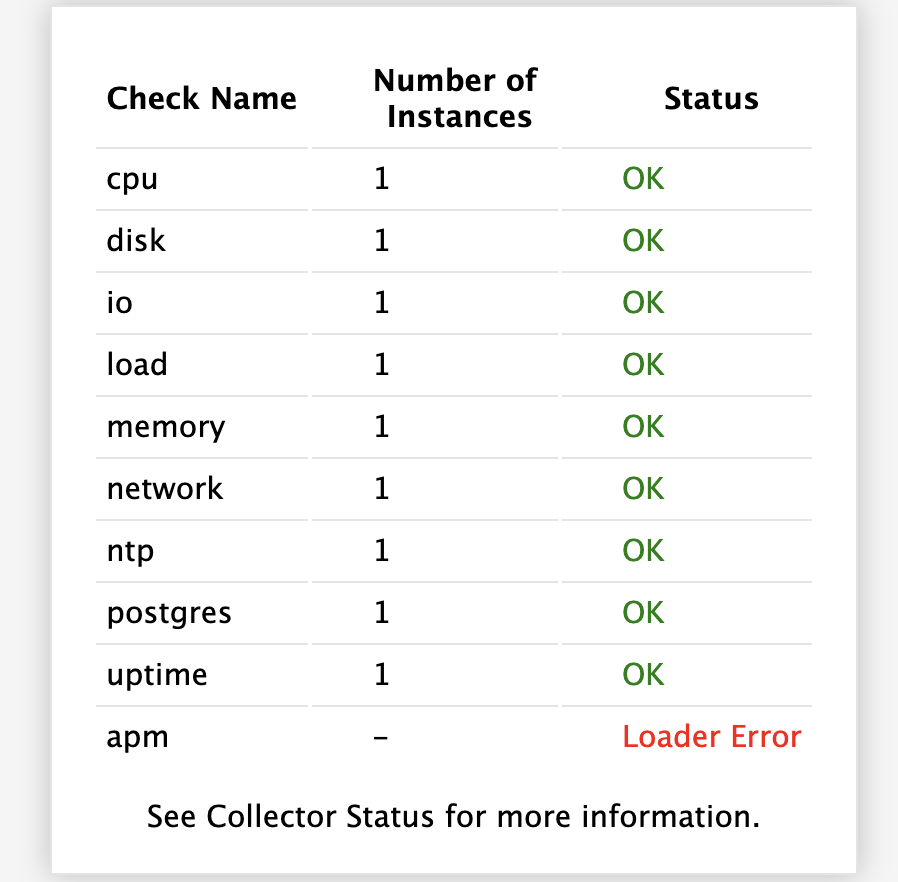 Check Name Number of Instances Status
cpu 1 OK
disk 1 OK
io 1 OK
load 1 OK
memory 1 OK
network 1 OK
ntp 1 OK
postgres 1 OK
uptime 1 OK
apm – Loader Error
See Collector Status for more information.